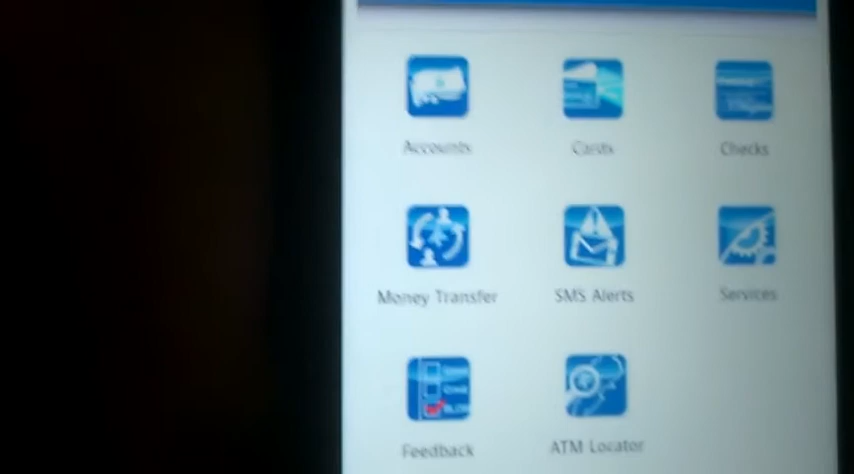 Accounts Cards Checks
Money Transfer SMS Alerts Services
Feedback ATM Locator